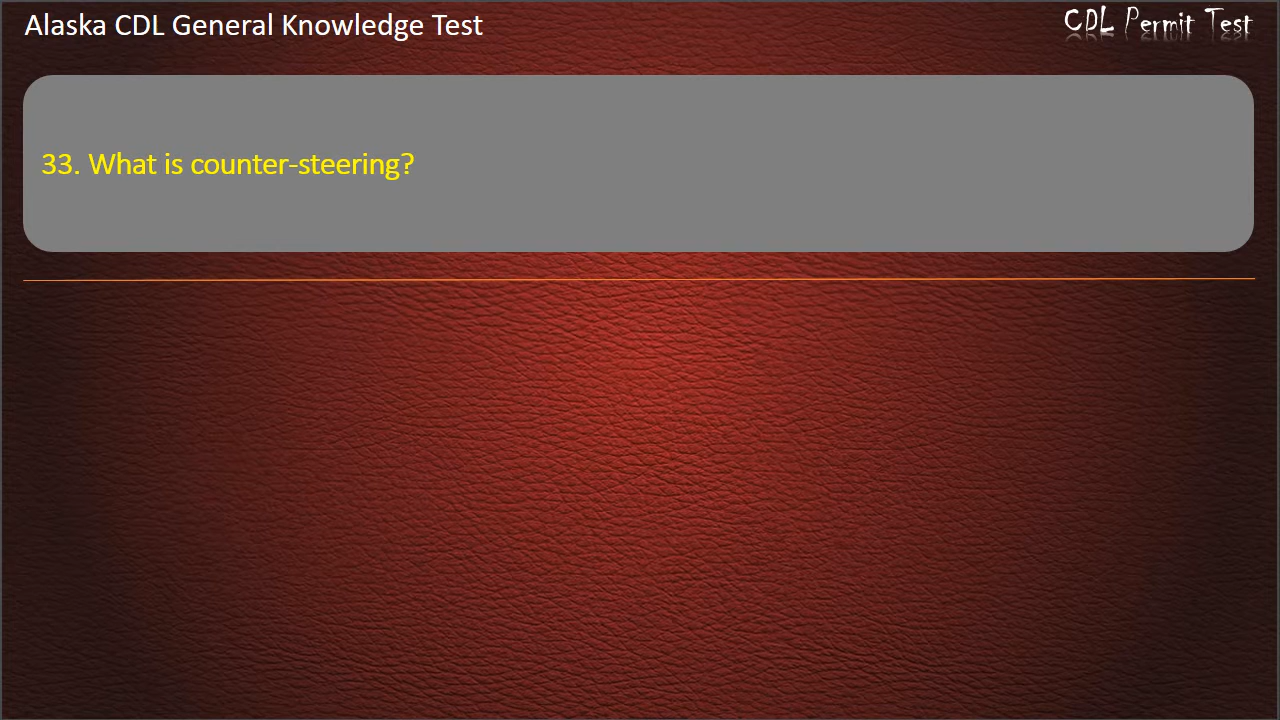 Alaska CDL General Knowledge Test
CDL Permit Test
33. What is counter-steering?